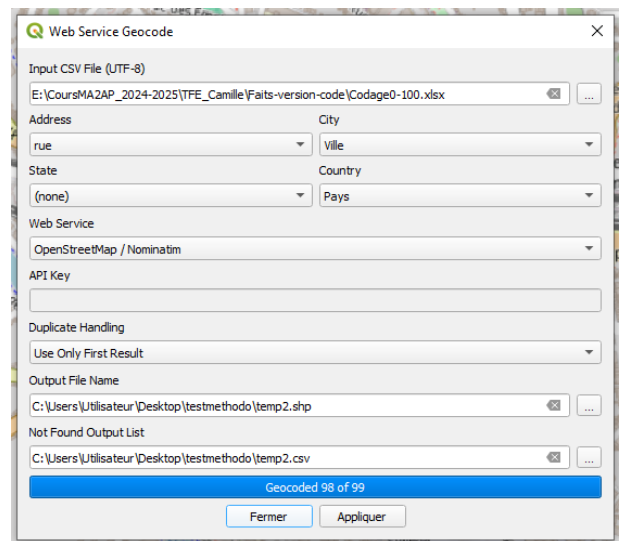 Web Service Geocode
Input CSV File (UTF-8)
E:\CoursMA2AP_2024-2025\TFE_Camille\Faits-version-code\Codage0-100.xlsx
...
Address City
rue Ville
State Country
(none) Pays
Web Service
OpenStreetMap / Nominatim
API Key
Duplicate Handling
Use Only First Result
Output File Name
C:\Users\Utilisateur\Desktop\testmethodo\temp2.shp
...
Not Found Output List
C:\Users\Utilisateur\Desktop\testmethodo\temp2.csv
...
Geocoded 98 of 99
Fermer Appliquer